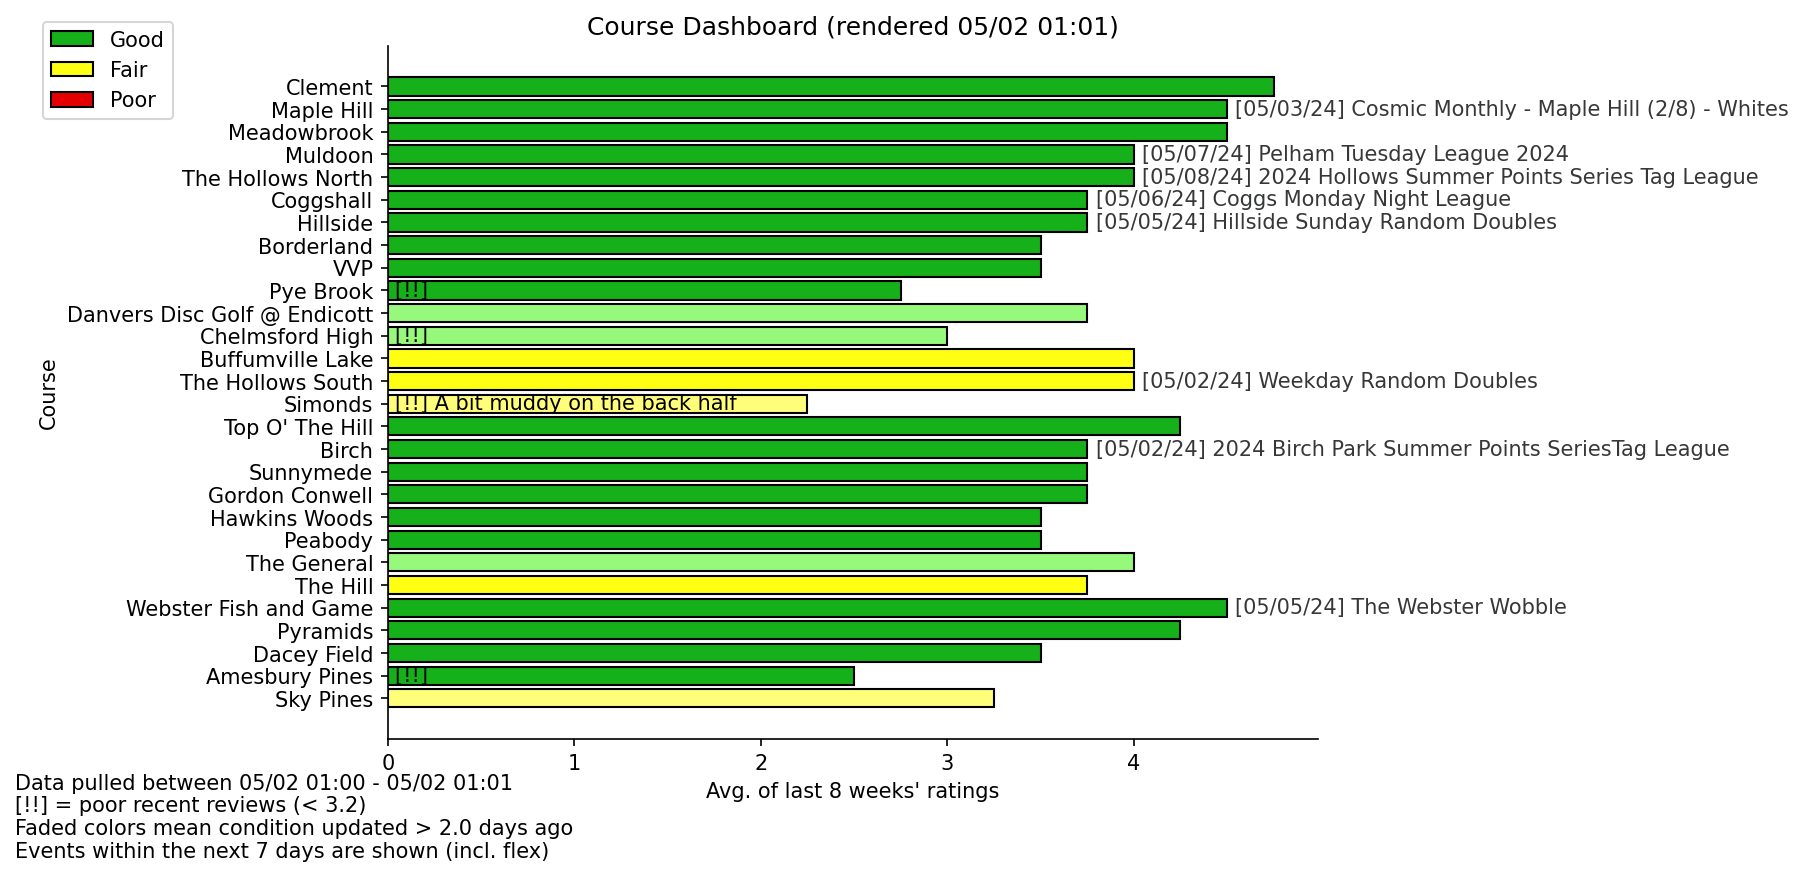 Course Dashboard (rendered 05/02 01:01)
Good
Fair
Poor
Clement
Maple Hill [05/03/24] Cosmic Monthly - Maple Hill (2/8) - Whites
Meadowbrook
Muldoon [05/07/24] Pelham Tuesday League 2024
The Hollows North [05/08/24] 2024 Hollows Summer Points Series Tag League
Coggshall [05/06/24] Coggs Monday Night League
Hillside [05/05/24] Hillside Sunday Random Doubles
Borderland
VVP
Pye Brook [!!]
Danvers Disc Golf @ Endicott
Chelmsford High [!!]
Buffumville Lake
The Hollows South [05/02/24] Weekday Random Doubles
Simonds [!!] A bit muddy on the back half
Top O' The Hill
Birch [05/02/24] 2024 Birch Park Summer Points SeriesTag League
Sunnymede
Gordon Conwell
Hawkins Woods
Peabody
The General
The Hill
Webster Fish and Game [05/05/24] The Webster Wobble
Pyramids
Dacey Field
Amesbury Pines [!!]
Sky Pines
Course
0 1 2 3 4
Avg. of last 8 weeks' ratings
Data pulled between 05/02 01:00 - 05/02 01:01
[!!] = poor recent reviews (< 3.2)
Faded colors mean condition updated > 2.0 days ago
Events within the next 7 days are shown (incl. flex)